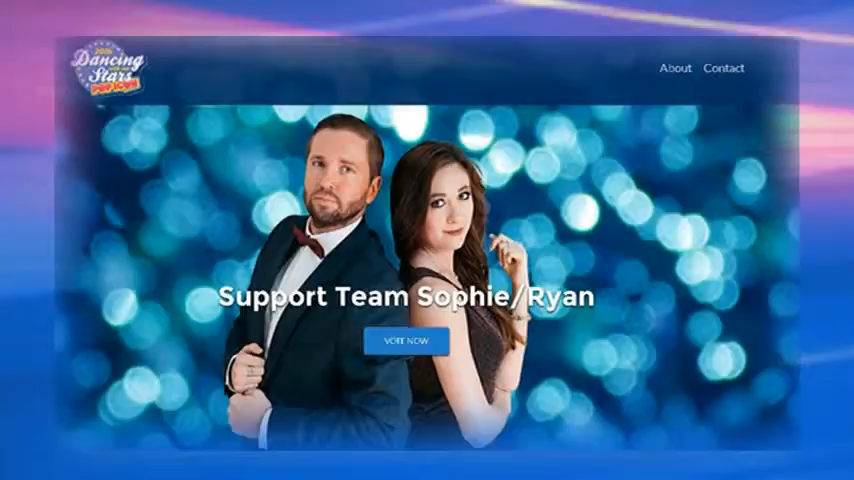 Dancing
Stars
About Contact
Support Team Sophie/Ryan
VOTE NOW